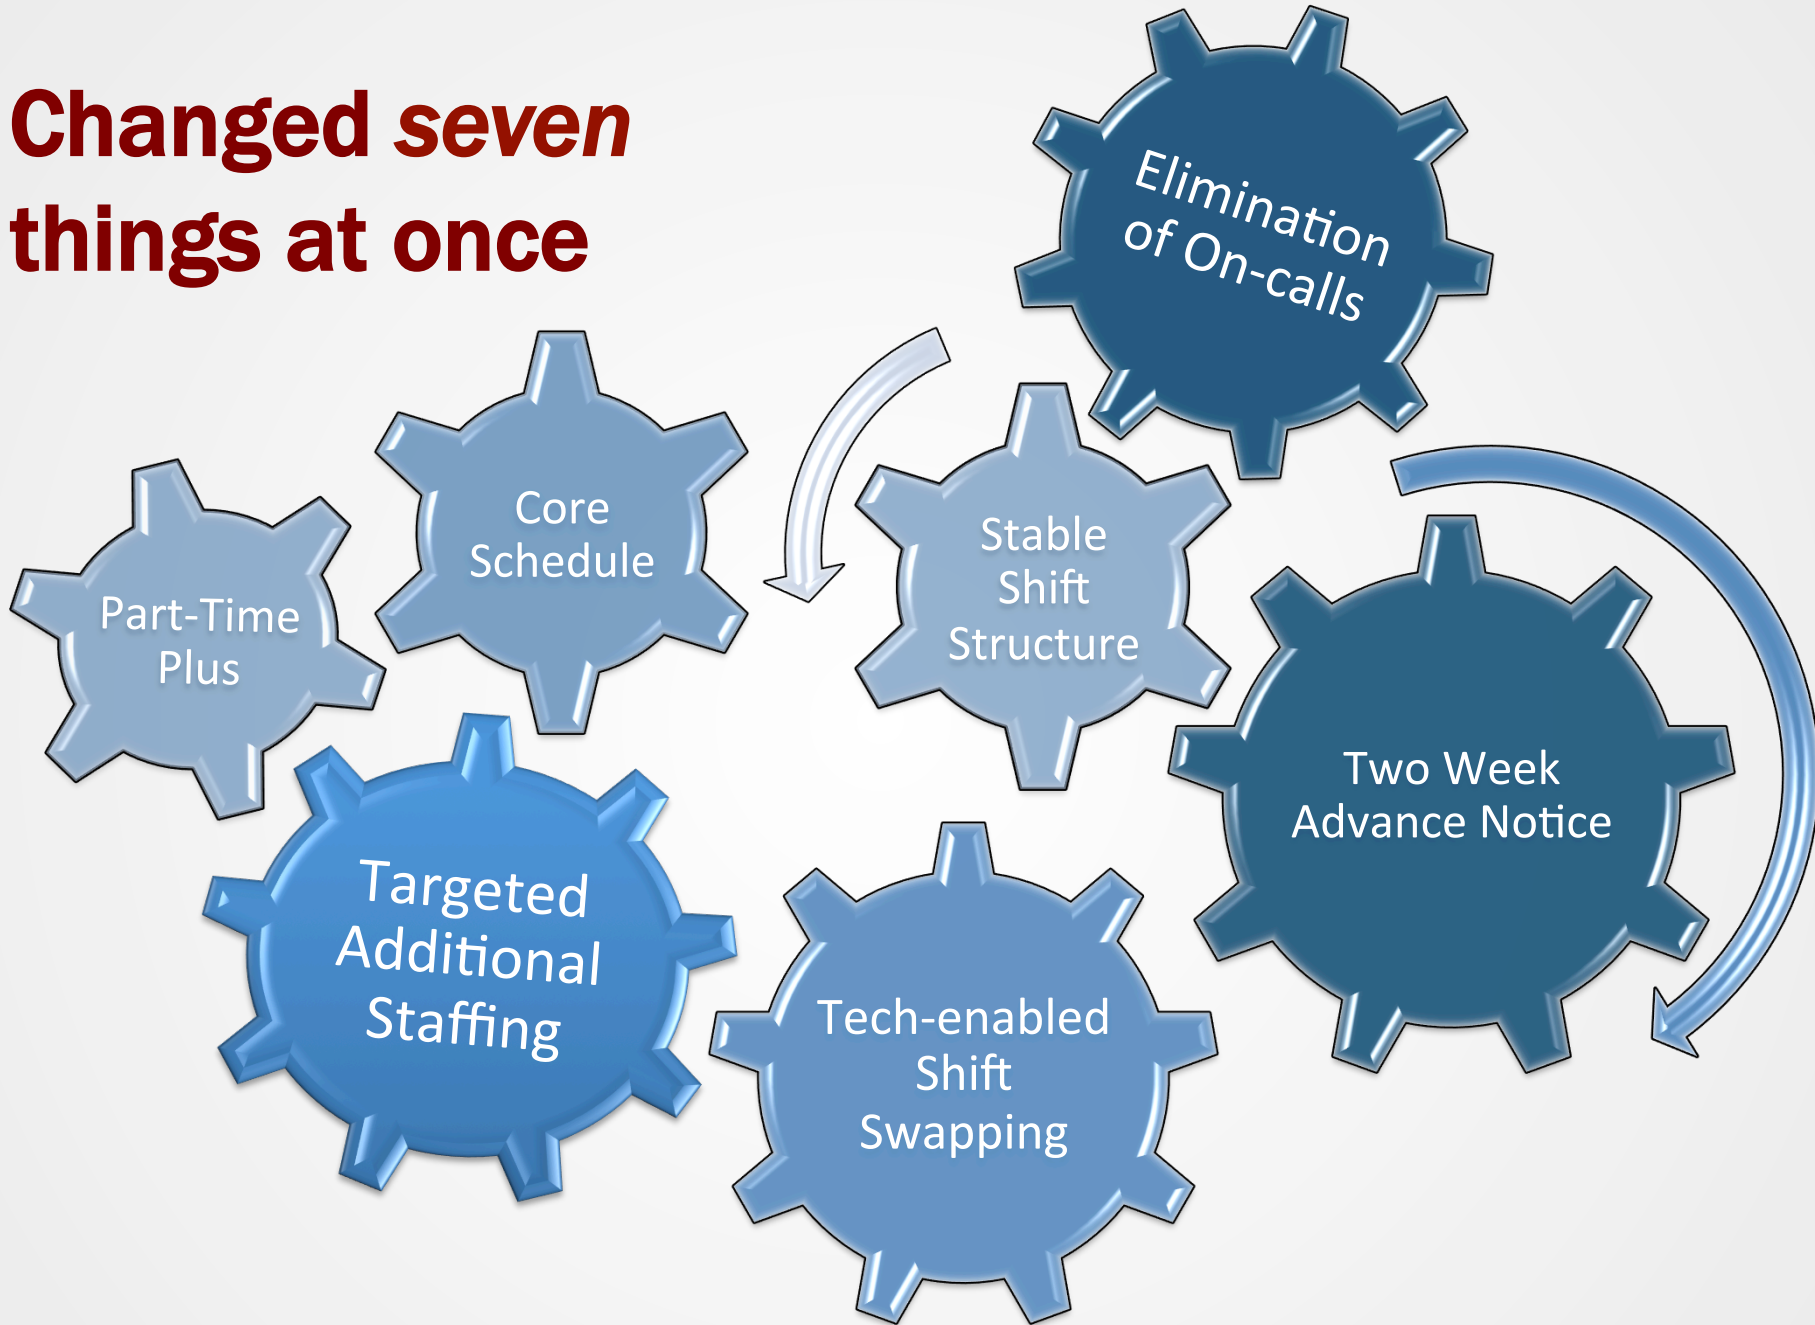 Changed seven
things at once
Elimination
of On-calls
Core
Schedule
Stable
Shift
Structure
Part-Time
Plus
Two Week
Advance Notice
Targeted
Additional
Staffing
Tech-enabled
Shift
Swapping